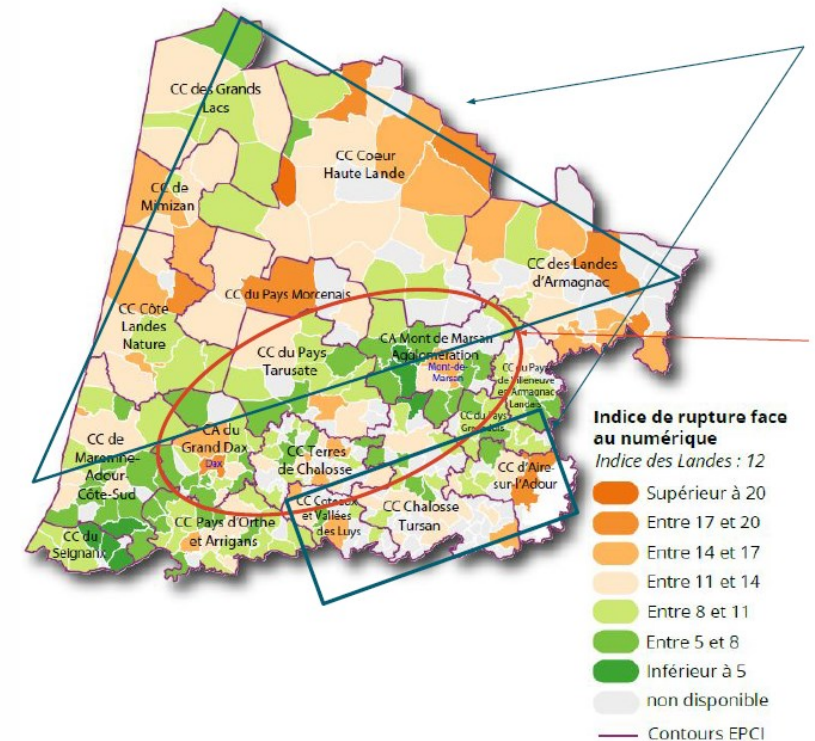 CC des Grands
Lacs
CC Coeur
Haute Lande
CC de
Mimizan
CC des Landes
d'Armagnac
CC du Pays Morcenais
CC Côte
Landes
Nature
CC du Pays
Tarusate
CA Mont de Marsan
Agglomération
Mont-de-
Marsan
CC du Pays
de Villeneuve
en Armagnac
Landais
CC du Pays
CA du
Grand Dax
Dax
CC de
Maremne-
Adour-
Côte-Sud
CC Terres
de Chalosse
CC d'Aire-
sur-l'Adour
CC Coteaux
et Vallées
des Luys
CC Chalosse
Tursan
CC Pays d'Orthe
et Arrigans
CC du
Seignanx
Indice de rupture face
au numérique
Indice des Landes : 12
Supérieur à 20
Entre 17 et 20
Entre 14 et 17
Entre 11 et 14
Entre 8 et 11
Entre 5 et 8
Inférieur à 5
non disponible
Contours EPCI